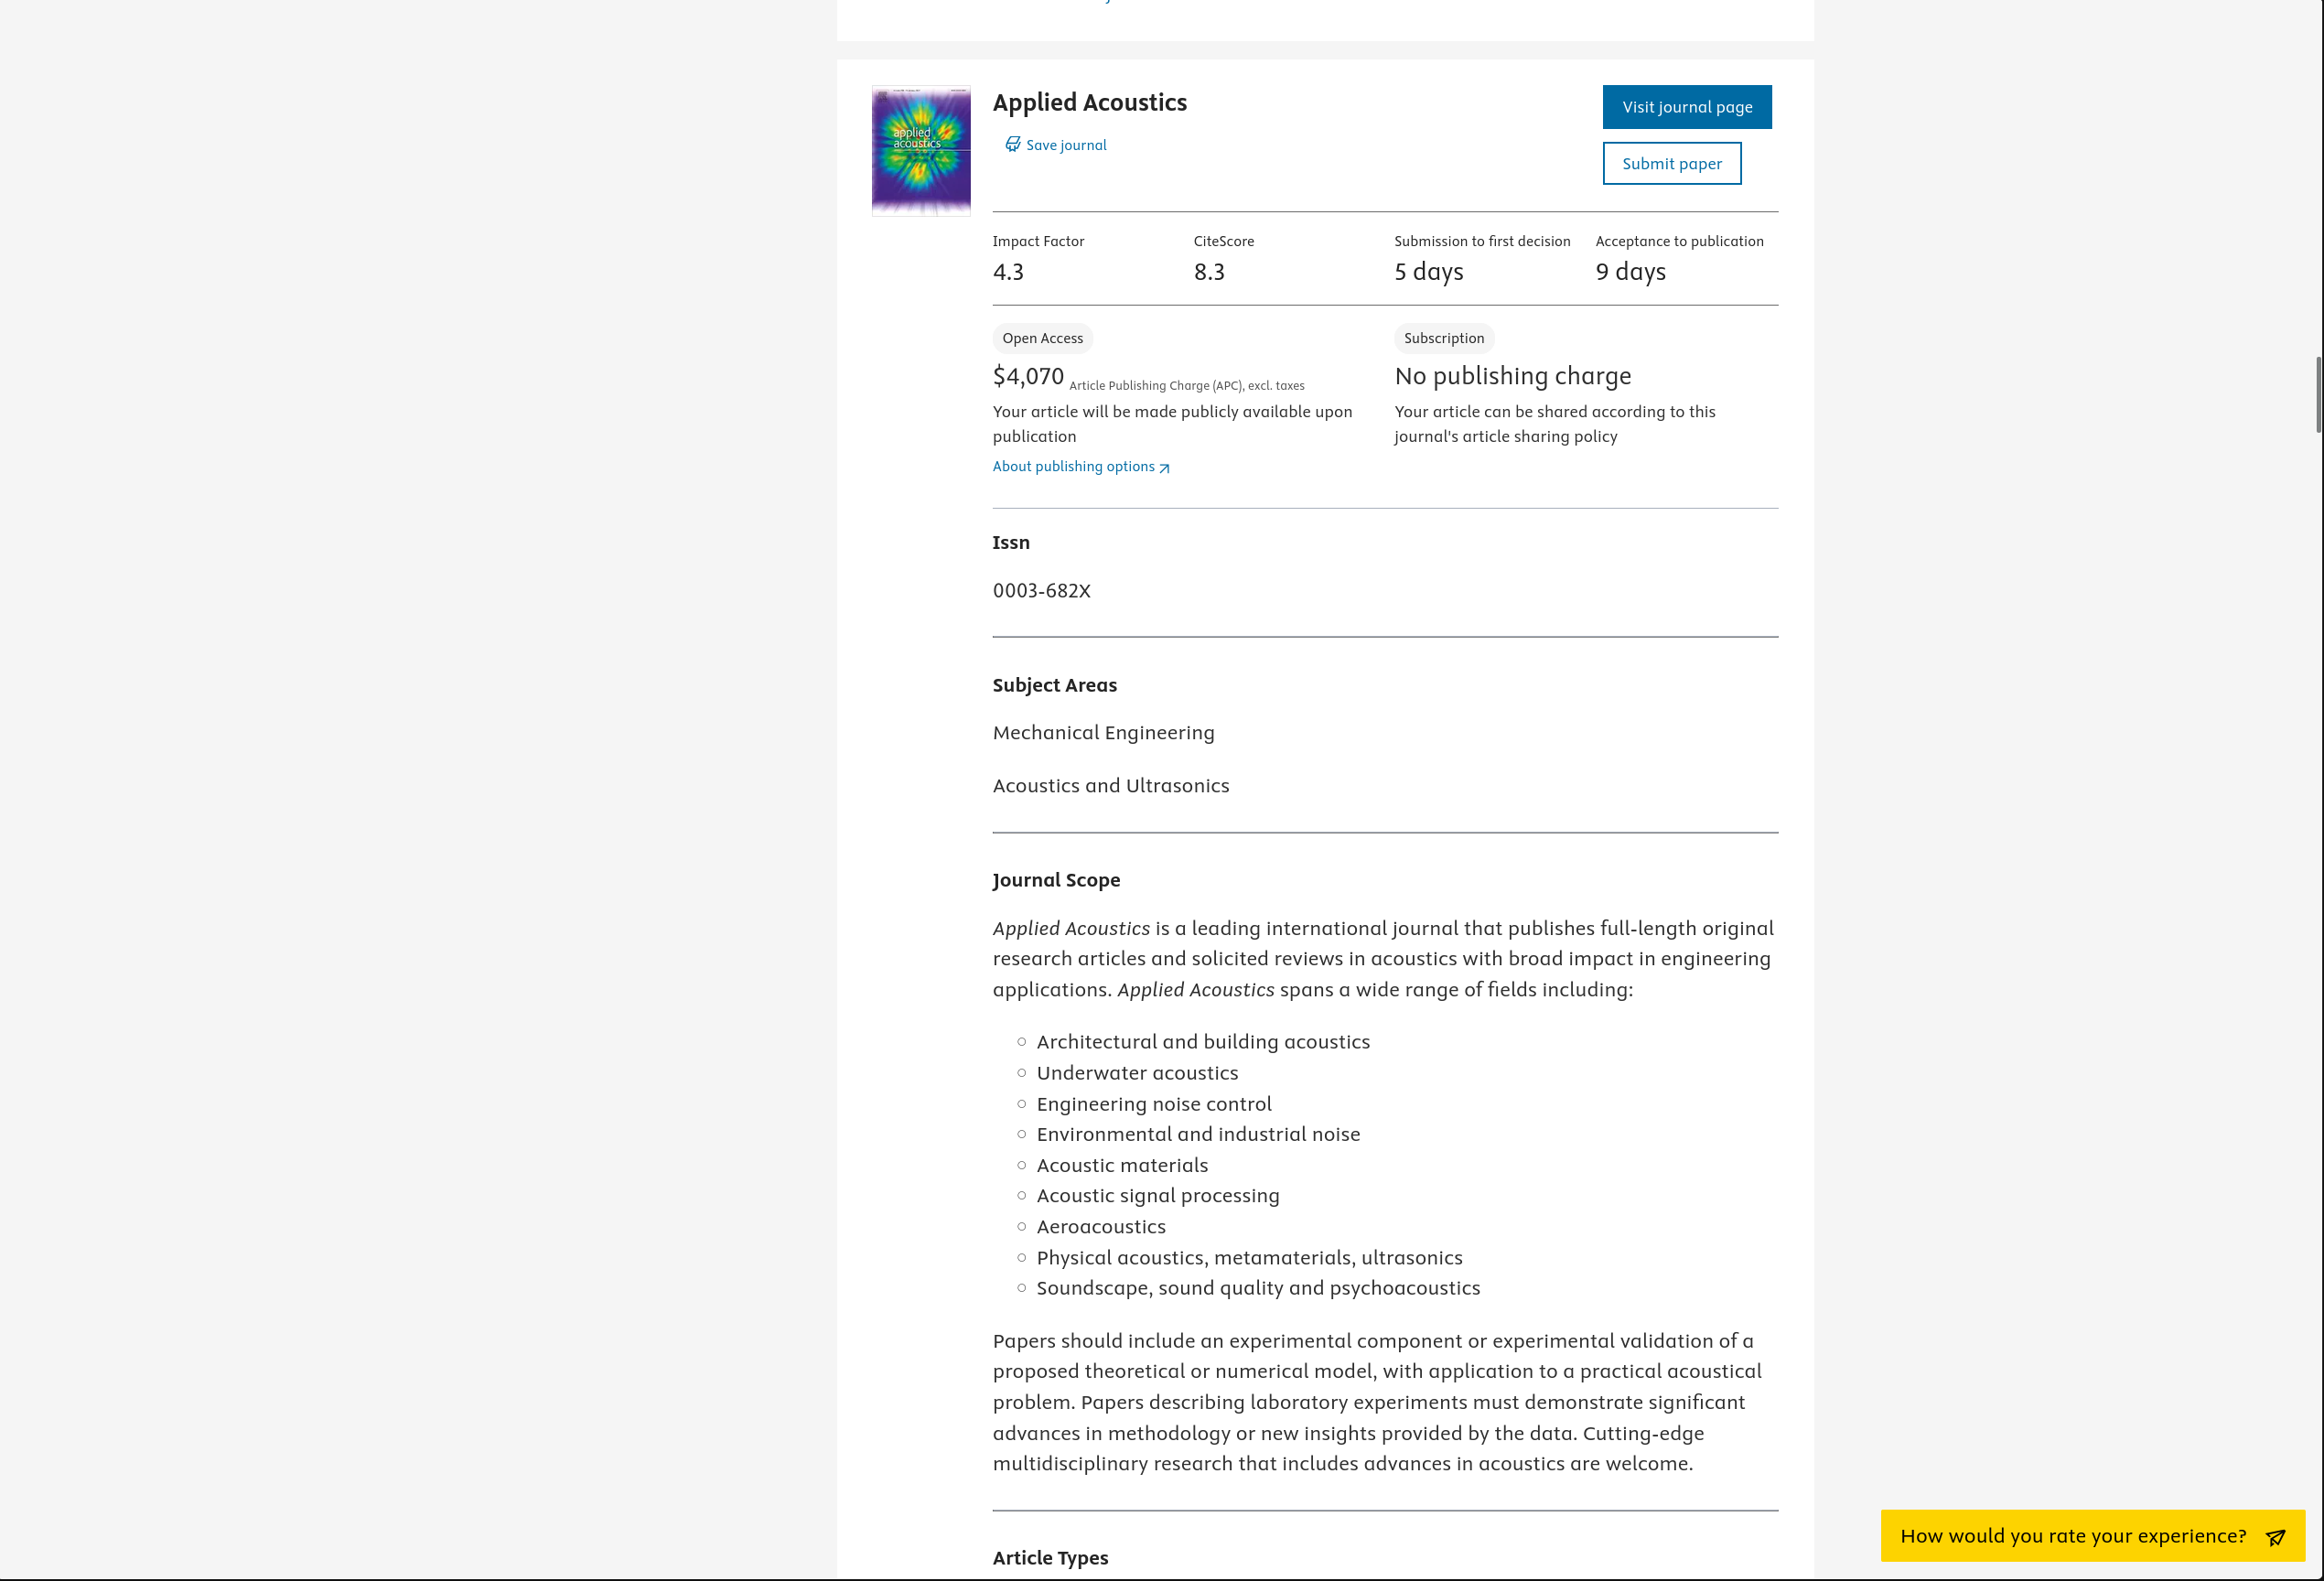 Applied Acoustics
applied
acoustics
Save journal
Visit journal page
Submit paper
Impact Factor
4.3
CiteScore
8.3
Submission to first decision
5 days
Acceptance to publication
9 days
Open Access
$4,070 Article Publishing Charge (APC), excl. taxes
Your article will be made publicly available upon
publication
About publishing options
Subscription
No publishing charge
Your article can be shared according to this
journal's article sharing policy
Issn
0003-682X
Subject Areas
Mechanical Engineering
Acoustics and Ultrasonics
Journal Scope
Applied Acoustics is a leading international journal that publishes full-length original
research articles and solicited reviews in acoustics with broad impact in engineering
applications. Applied Acoustics spans a wide range of fields including:
Architectural and building acoustics
Underwater acoustics
Engineering noise control
Environmental and industrial noise
Acoustic materials
Acoustic signal processing
Aeroacoustics
Physical acoustics, metamaterials, ultrasonics
Soundscape, sound quality and psychoacoustics
Papers should include an experimental component or experimental validation of a
proposed theoretical or numerical model, with application to a practical acoustical
problem. Papers describing laboratory experiments must demonstrate significant
advances in methodology or new insights provided by the data. Cutting-edge
multidisciplinary research that includes advances in acoustics are welcome.
Article Types
How would you rate your experience?